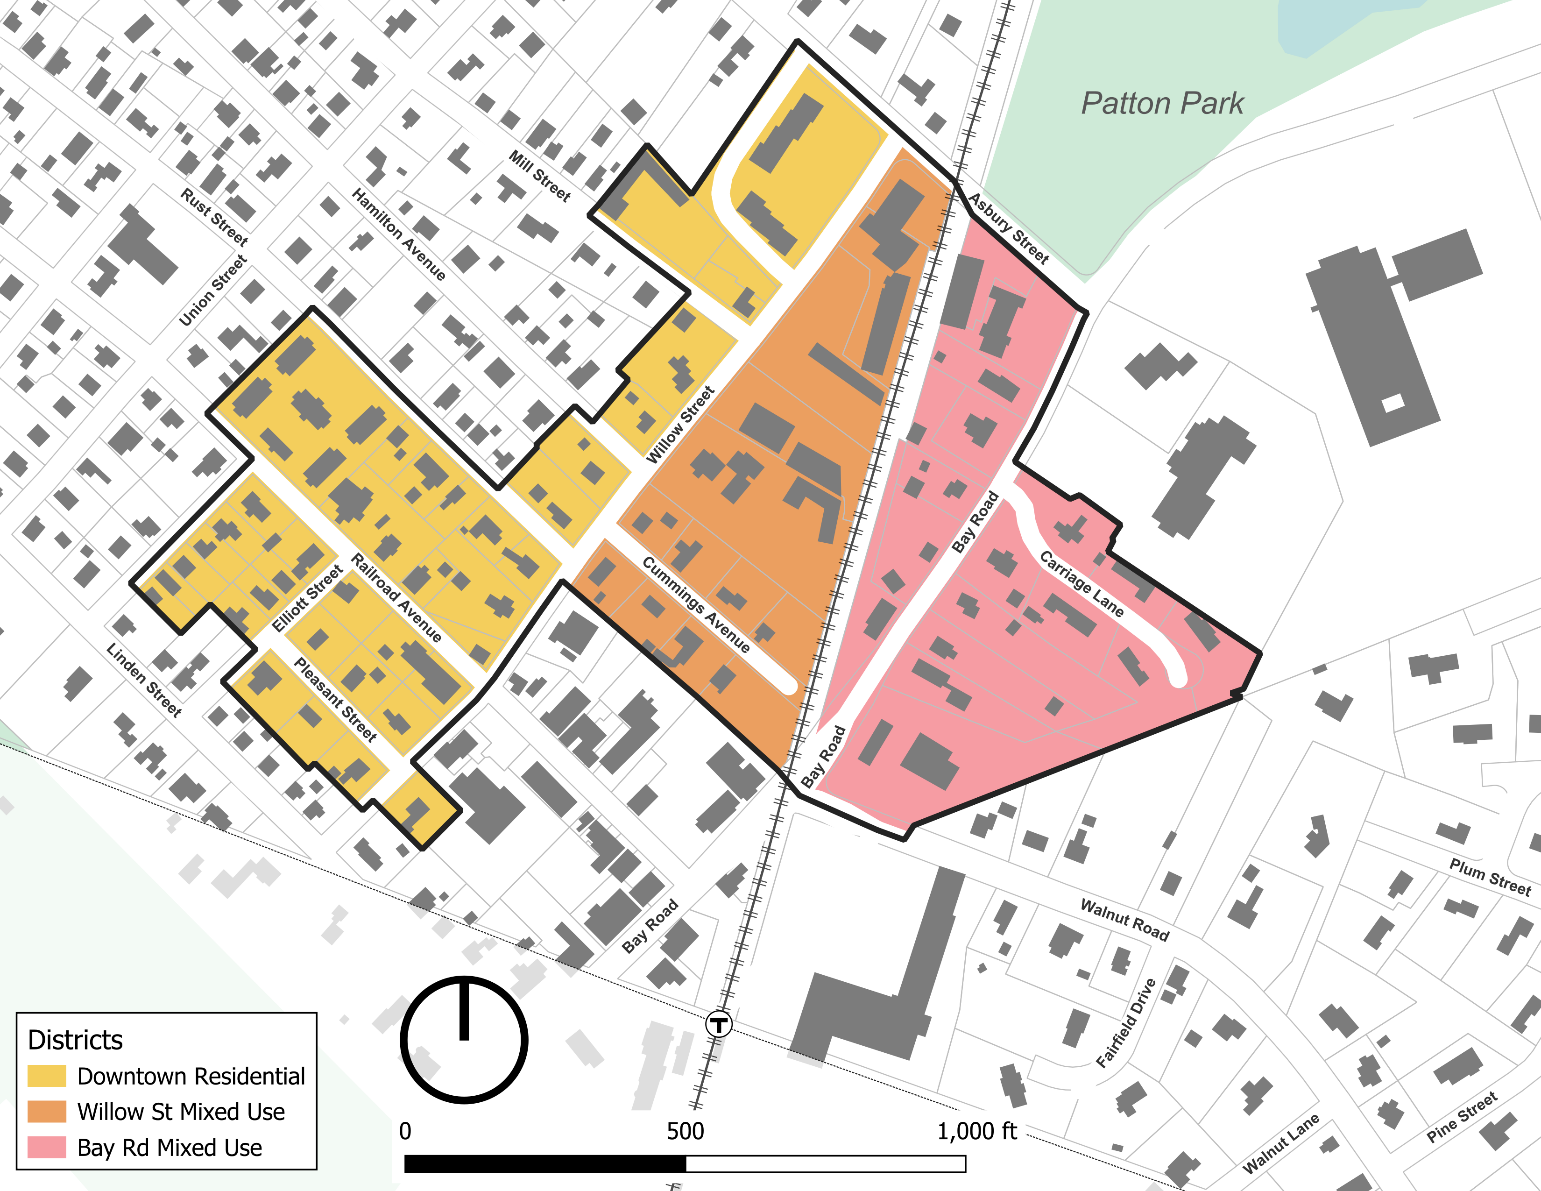 Patton Park
Mill Street
Asbury Street
Rust Street
Hamilton Avenue
Union Street
Willow Street
Bay Road
Carriage Lane
Cummings Avenue
Railroad Avenue
Elliott Street
Linden Street
Pleasant Street
Bay Road
Plum Street
Walnut Road
Bay Road
Fairfield Drive
T
Pine Street
Walnut Lane
Districts
Downtown Residential
Willow St Mixed Use
Bay Rd Mixed Use
0 500 1,000 ft